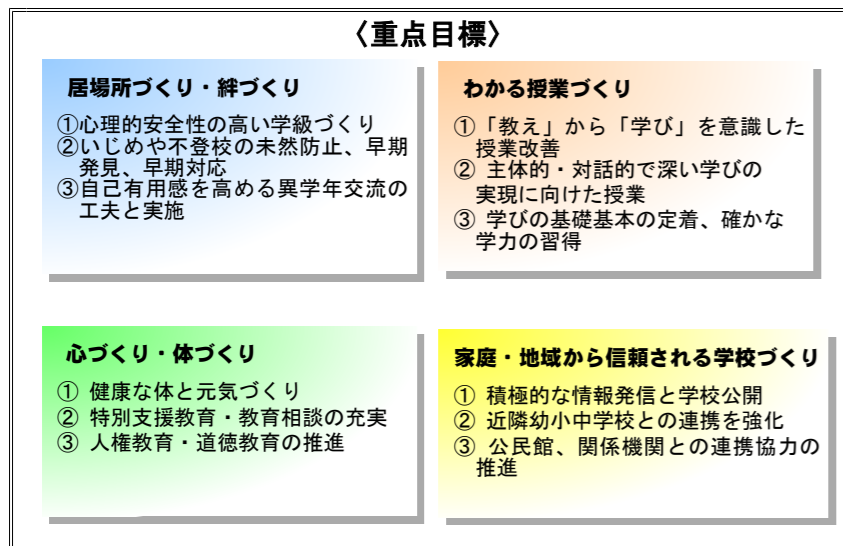 〈重点目標〉
居場所づくり・絆づくり
①心理的安全性の高い学級づくり
②いじめや不登校の未然防止、早期
発見、早期対応
③自己有用感を高める異学年交流の
工夫と実施
わかる授業づくり
①「教え」から「学び」を意識した
授業改善
② 主体的・対話的で深い学びの
実現に向けた授業
③ 学びの基礎基本の定着、確かな
学力の習得
心づくり・体づくり
① 健康な体と元気づくり
② 特別支援教育・教育相談の充実
③ 人権教育・道徳教育の推進
家庭・地域から信頼される学校づくり
① 積極的な情報発信と学校公開
② 近隣幼小中学校との連携を強化
③ 公民館、関係機関との連携協力の
推進